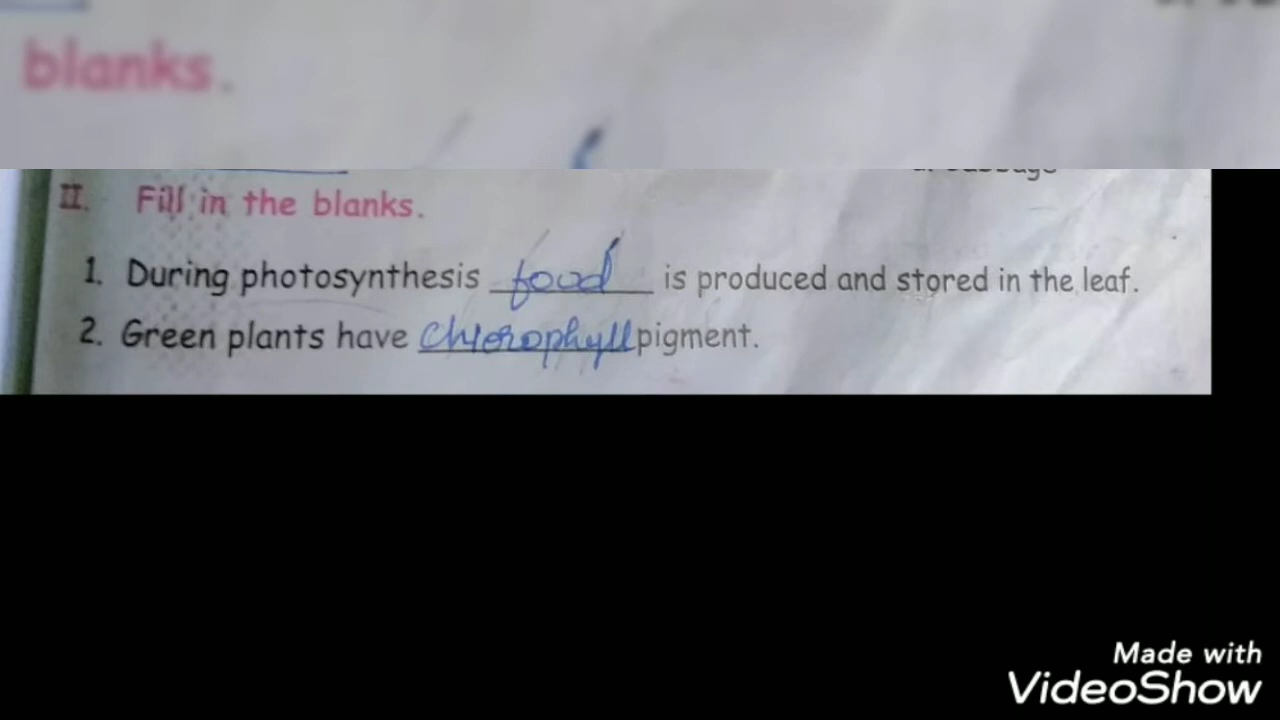 blanks.
II. Fill in the blanks.
1. During photosynthesis food is produced and stored in the leaf.
2. Green plants have chlorophyll pigment.
Made with
VideoShow